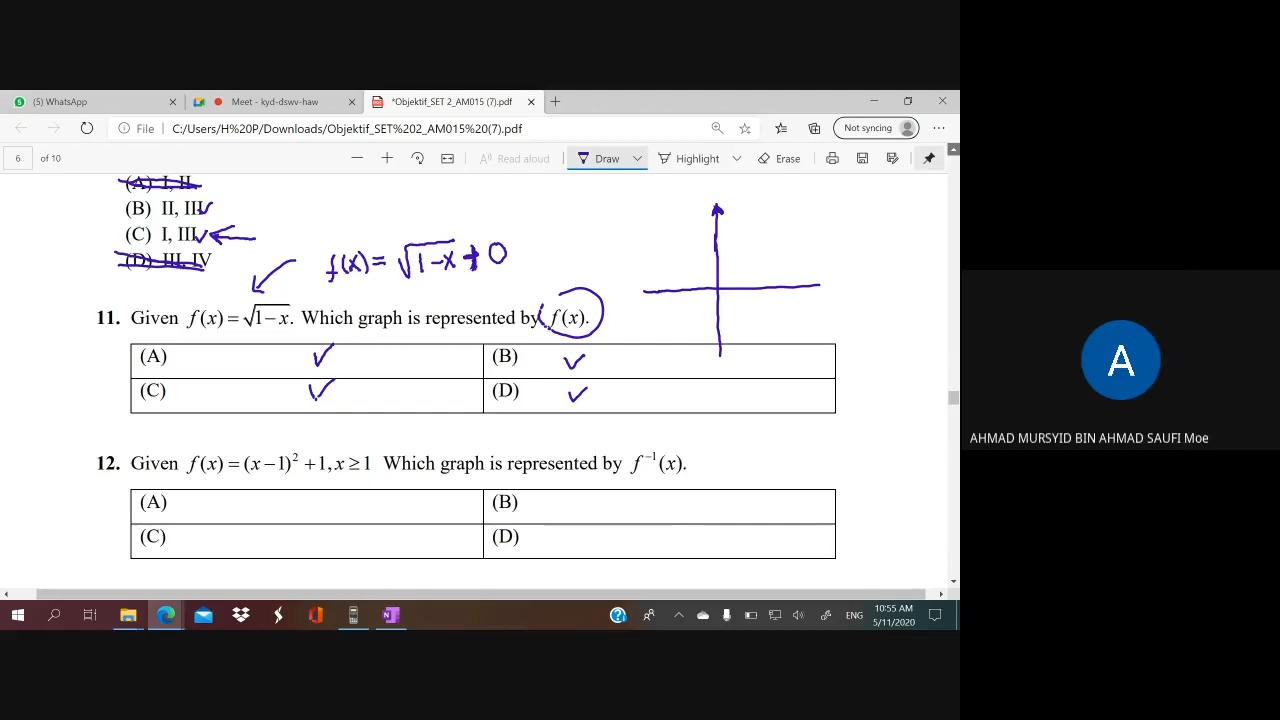 (5) WhatsApp
Meet - kyd-dswv-haw
*Objektif_SET 2_AM015 (7).pdf
File
C:/Users/H%20P/Downloads/Objektif_SET%202_AM015%20(7).pdf
Not syncing
6 of 10
Read aloud
Draw
Highlight
Erase
(A) I, II
(B) II, III
(C) I, III
(D) III, IV
f(x) = √1-x + 0
11. Given f(x) = √1−x. Which graph is represented by f(x).
(A) (B)
(C) (D)
12. Given f(x) = (x−1)² +1, x ≥ 1 Which graph is represented by f⁻¹(x).
(A) (B)
(C) (D)
A
AHMAD MURSYID BIN AHMAD SAUFI Moe
ENG
10:55 AM
5/11/2020